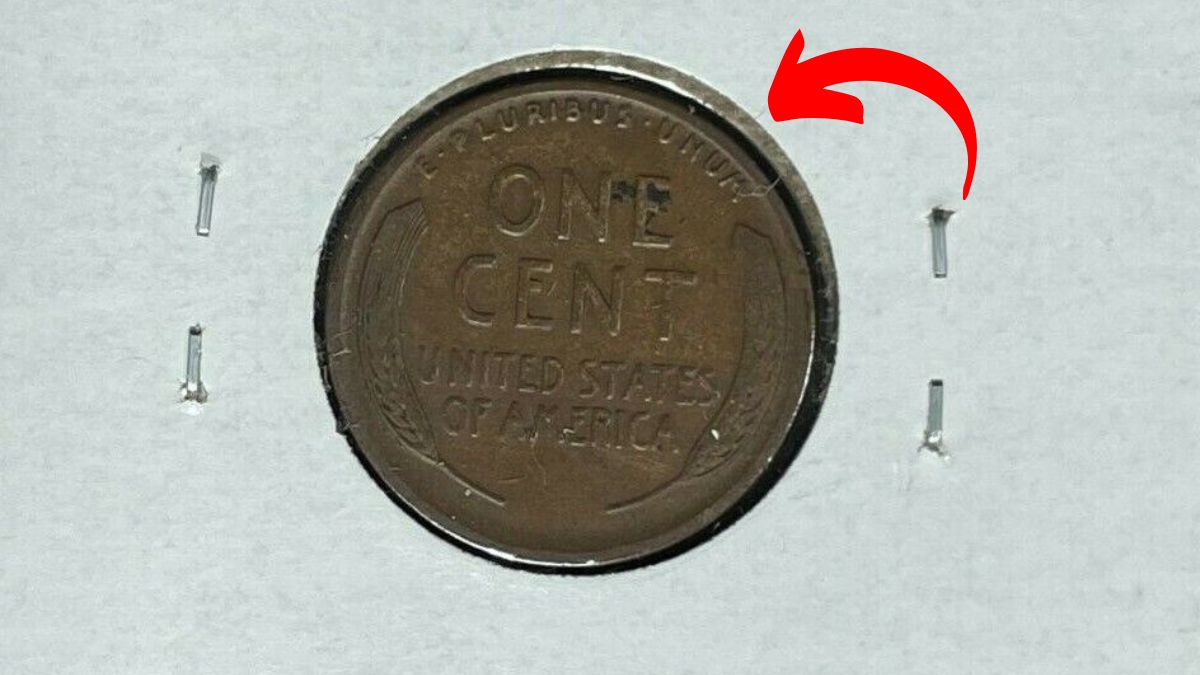 E·PLURIBUS·UNUM
ONE
CENT
UNITED STATES
OF AMERICA